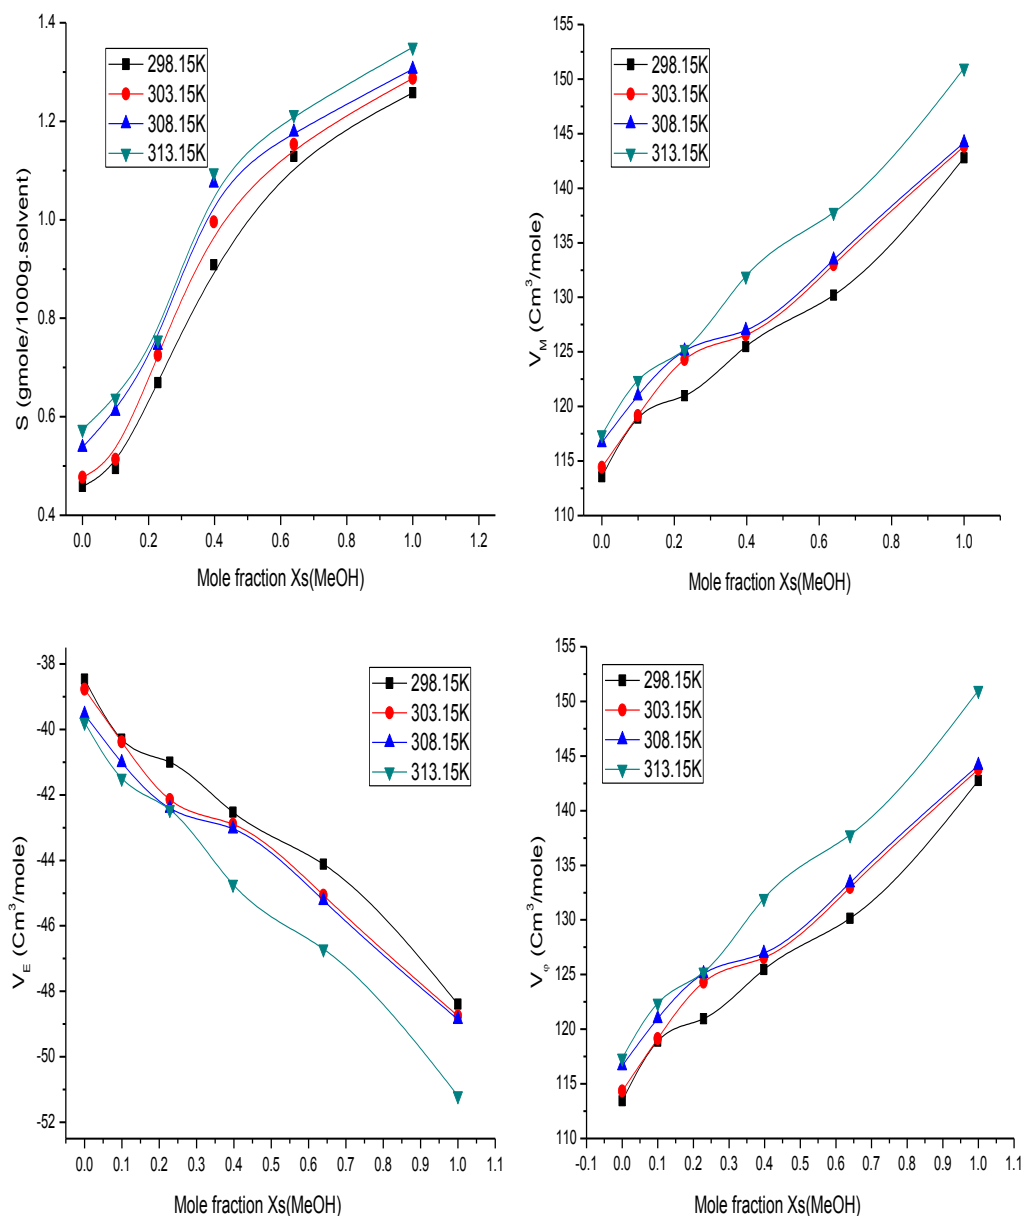 1.4
1.2
1.0
0.8
0.6
0.4
S (gmole/1000g.solvent)
298.15K
303.15K
308.15K
313.15K
0.0 0.2 0.4 0.6 0.8 1.0 1.2
Mole fraction Xs(MeOH)
155
150
145
140
135
130
125
120
115
110
V_M (Cm³/mole)
298.15K
303.15K
308.15K
313.15K
0.0 0.2 0.4 0.6 0.8 1.0
Mole fraction Xs(MeOH)
-38
-40
-42
-44
-46
-48
-50
-52
V_E (Cm³/mole)
298.15K
303.15K
308.15K
313.15K
0.0 0.1 0.2 0.3 0.4 0.5 0.6 0.7 0.8 0.9 1.0 1.1
Mole fraction Xs(MeOH)
155
150
145
140
135
130
125
120
115
110
V_φ (Cm³/mole)
298.15K
303.15K
308.15K
313.15K
-0.1 0.0 0.1 0.2 0.3 0.4 0.5 0.6 0.7 0.8 0.9 1.0 1.1
Mole fraction Xs(MeOH)